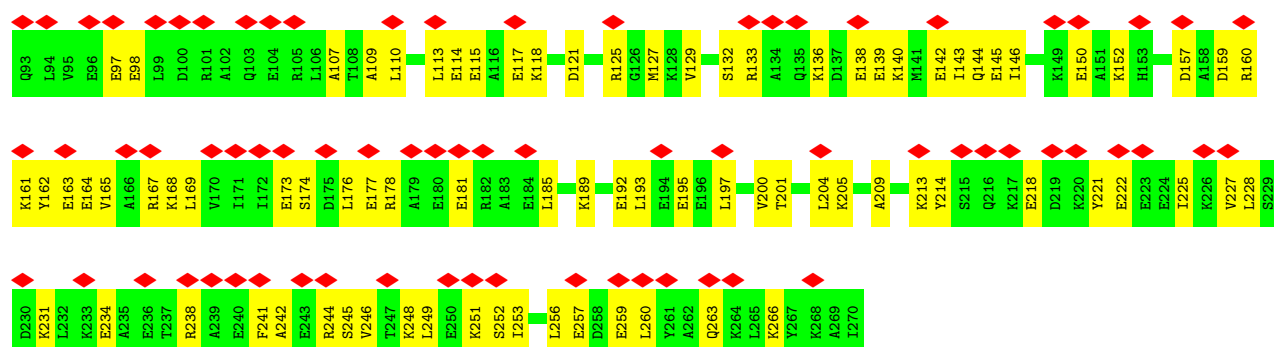 Q93 L94 V95 E96 E97 E98 L99 D100 R101 A102 Q103 E104 R105 L106 A107 T108 A109 L110 L113 E114 E115 A116 E117 K118 D121 R125 G126 M127 K128 V129 S132 R133 A134 Q135 K136 D137 E138 E139 K140 M141 E142 I143 Q144 E145 I146 K149 E150 A151 K152 H153 D157 A158 D159 R160
K161 Y162 E163 E164 V165 A166 R167 K168 L169 V170 I171 I172 E173 S174 D175 L176 E177 R178 A179 E180 E181 R182 A183 E184 L185 K189 E192 L193 E194 E195 E196 L197 V200 T201 L204 K205 A209 K213 Y214 S215 Q216 K217 E218 D219 K220 Y221 E222 E223 E224 I225 K226 V227 L228 S229
D230 K231 L232 K233 E234 A235 E236 T237 R238 A239 E240 F241 A242 E243 R244 S245 V246 T247 K248 L249 E250 K251 S252 I253 L256 E257 D258 E259 L260 Y261 A262 Q263 K264 L265 K266 Y267 K268 A269 I270